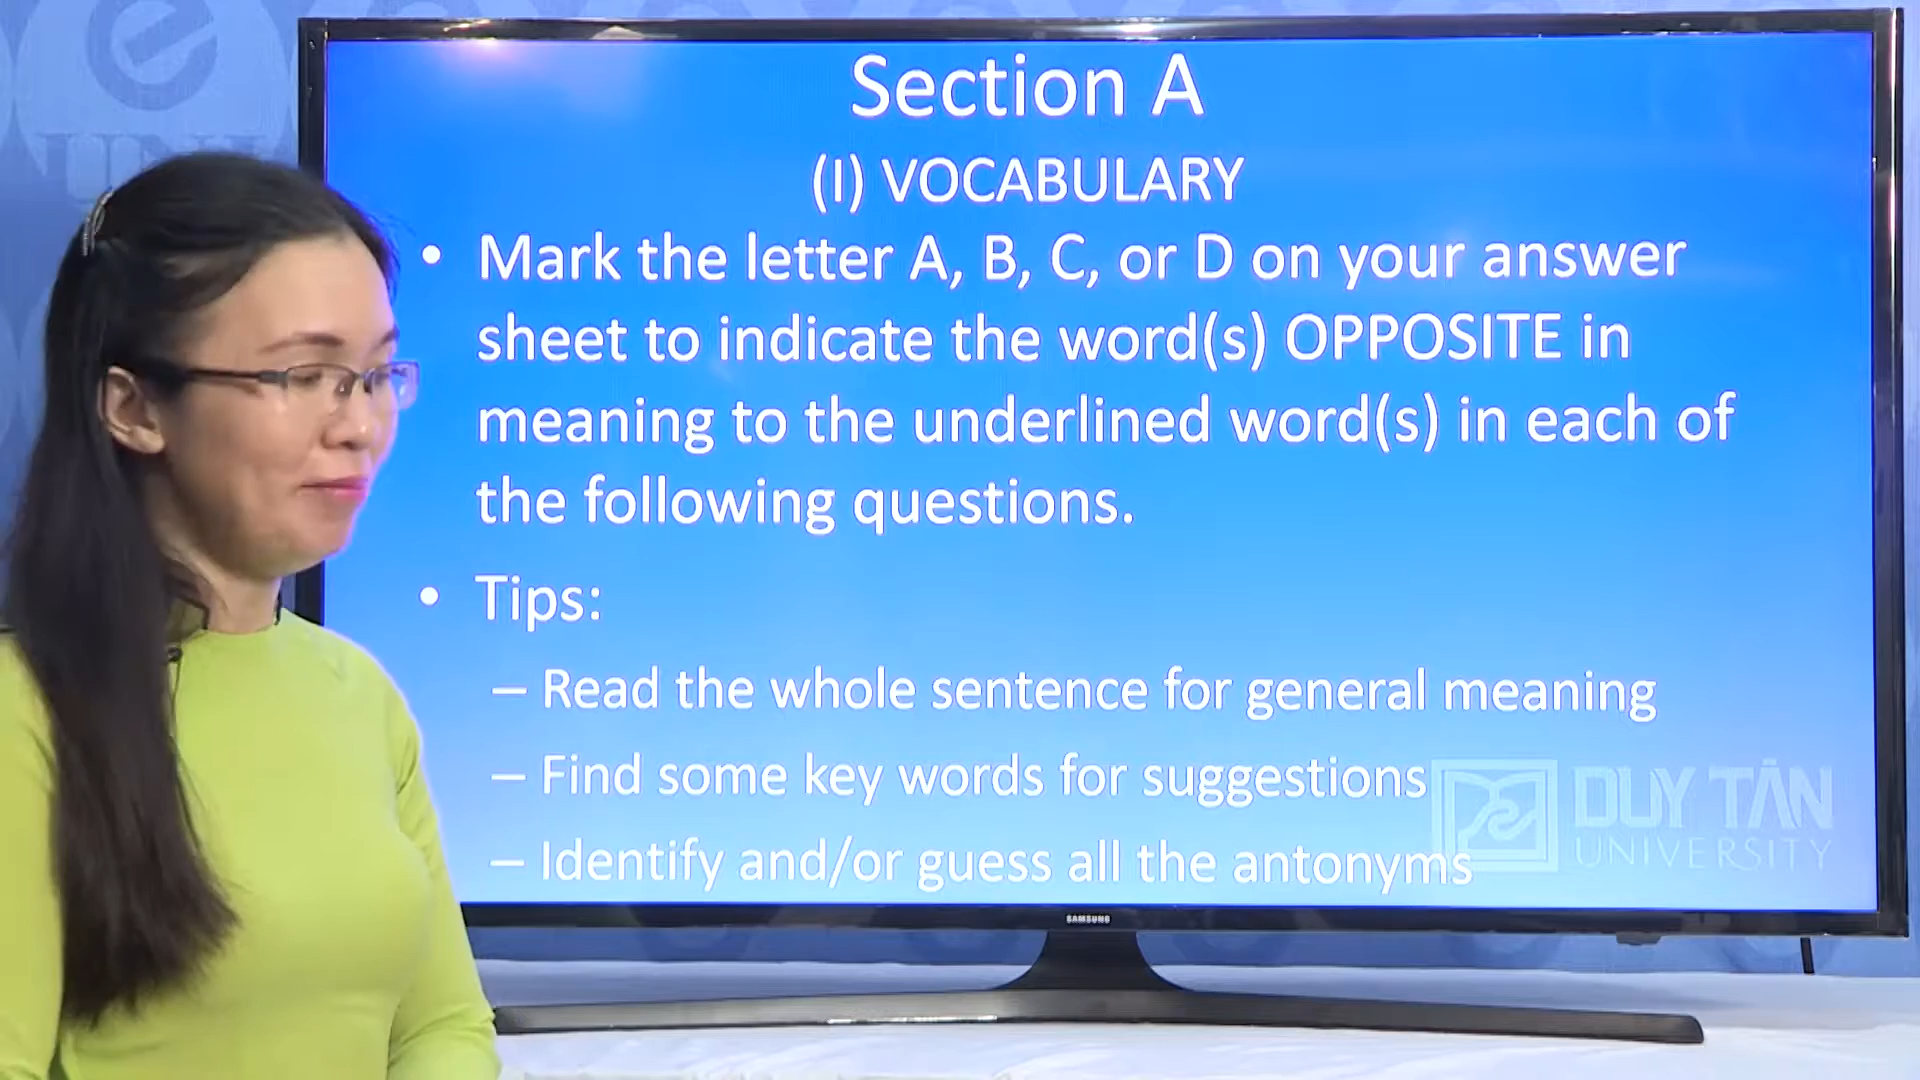 Section A
(I) VOCABULARY
• Mark the letter A, B, C, or D on your answer
sheet to indicate the word(s) OPPOSITE in
meaning to the underlined word(s) in each of
the following questions.
• Tips:
– Read the whole sentence for general meaning
– Find some key words for suggestions
– Identify and/or guess all the antonyms
DUY TÂN
UNIVERSITY
SAMSUNG